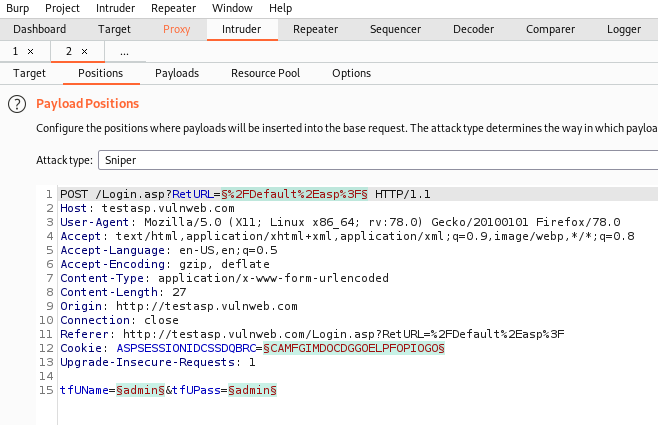 Burp Project Intruder Repeater Window Help
Dashboard Target Proxy Intruder Repeater Sequencer Decoder Comparer Logger
1 × 2 × ...
Target Positions Payloads Resource Pool Options
? Payload Positions
Configure the positions where payloads will be inserted into the base request. The attack type determines the way in which payloa
Attack type: Sniper
1 POST /Login.asp?RetURL=§%2FDefault%2Easp%3F§ HTTP/1.1
2 Host: testasp.vulnweb.com
3 User-Agent: Mozilla/5.0 (X11; Linux x86_64; rv:78.0) Gecko/20100101 Firefox/78.0
4 Accept: text/html,application/xhtml+xml,application/xml;q=0.9,image/webp,*/*;q=0.8
5 Accept-Language: en-US,en;q=0.5
6 Accept-Encoding: gzip, deflate
7 Content-Type: application/x-www-form-urlencoded
8 Content-Length: 27
9 Origin: http://testasp.vulnweb.com
10 Connection: close
11 Referer: http://testasp.vulnweb.com/Login.asp?RetURL=%2FDefault%2Easp%3F
12 Cookie: ASPSESSIONIDCSSDQBRC=§CAMFGIMDOCDGGOELPFOPIOGO§
13 Upgrade-Insecure-Requests: 1
14
15 tfUName=§admin§&tfUPass=§admin§